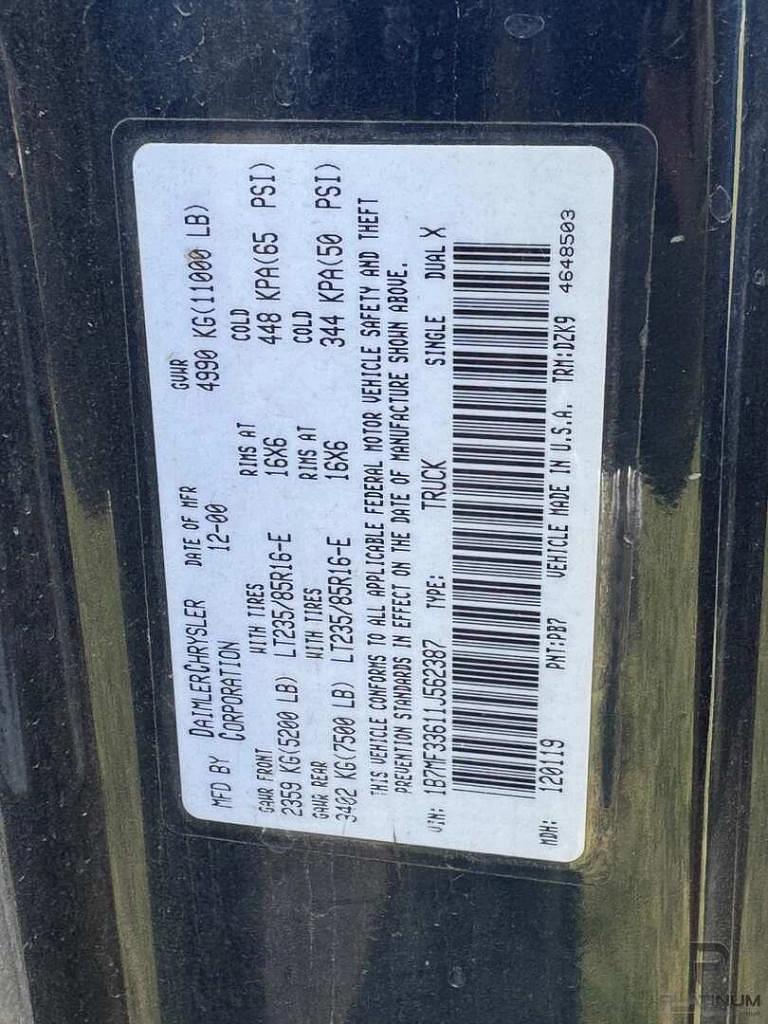 MFD BY DAIMLERCHRYSLER CORPORATION DATE OF MFR 12-00 GVWR 4990 KG(11000 LB)
GAWR FRONT WITH TIRES RIMS AT COLD
2359 KG(5200 LB) LT235/85R16-E 16X6 448 KPA(65 PSI)
GAWR REAR WITH TIRES RIMS AT COLD
3402 KG(7500 LB) LT235/85R16-E 16X6 344 KPA(50 PSI)
THIS VEHICLE CONFORMS TO ALL APPLICABLE FEDERAL MOTOR VEHICLE SAFETY AND THEFT
PREVENTION STANDARDS IN EFFECT ON THE DATE OF MANUFACTURE SHOWN ABOVE.
VIN: 1B7MF33611J562387 TYPE: TRUCK SINGLE DUAL X
MDH: 120119 PNT:PB7 VEHICLE MADE IN U.S.A. TRM:DZK9 4648503
PLATINUM